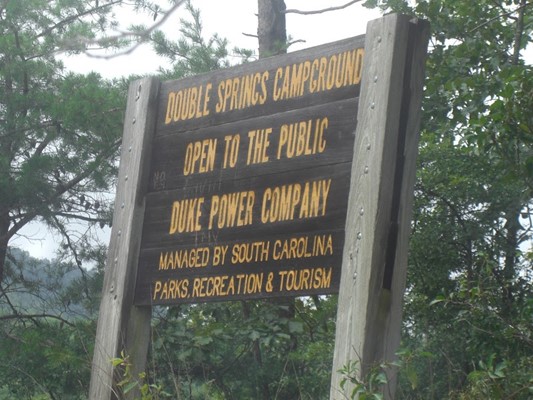 DOUBLE SPRINGS CAMPGROUND
OPEN TO THE PUBLIC
DUKE POWER COMPANY
MANAGED BY SOUTH CAROLINA
PARKS, RECREATION & TOURISM